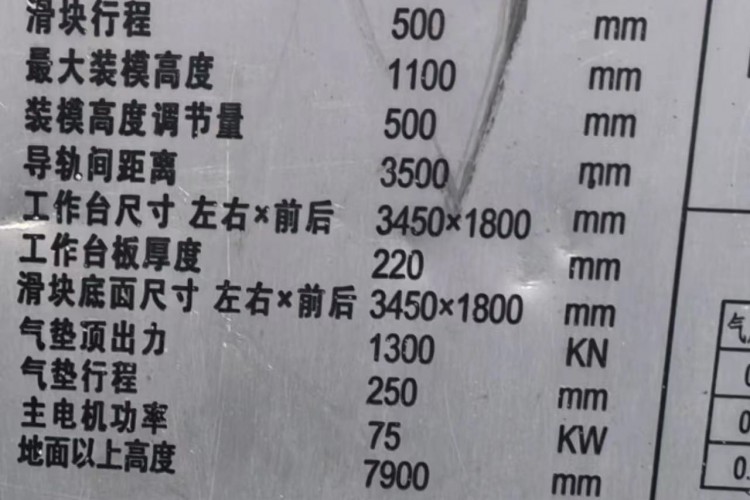 滑块行程 500 mm
最大装模高度 1100 mm
装模高度调节量 500 mm
导轨间距离 3500 mm
工作台尺寸 左右×前后 3450×1800 mm
工作台板厚度 220 mm
滑块底面尺寸 左右×前后 3450×1800 mm
气垫顶出力 1300 KN
气垫行程 250 mm
主电机功率 75 KW
地面以上高度 7900 mm
气
0
0.